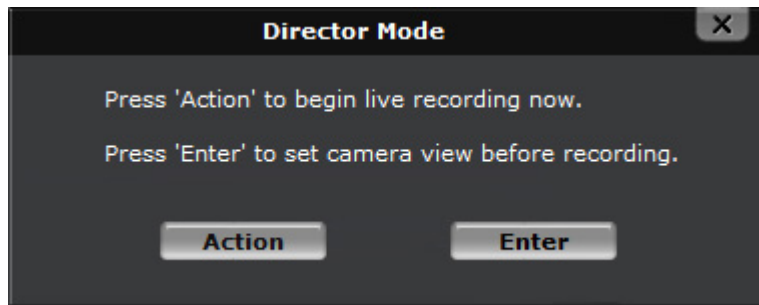 Director Mode
Press 'Action' to begin live recording now.
Press 'Enter' to set camera view before recording.
Action Enter